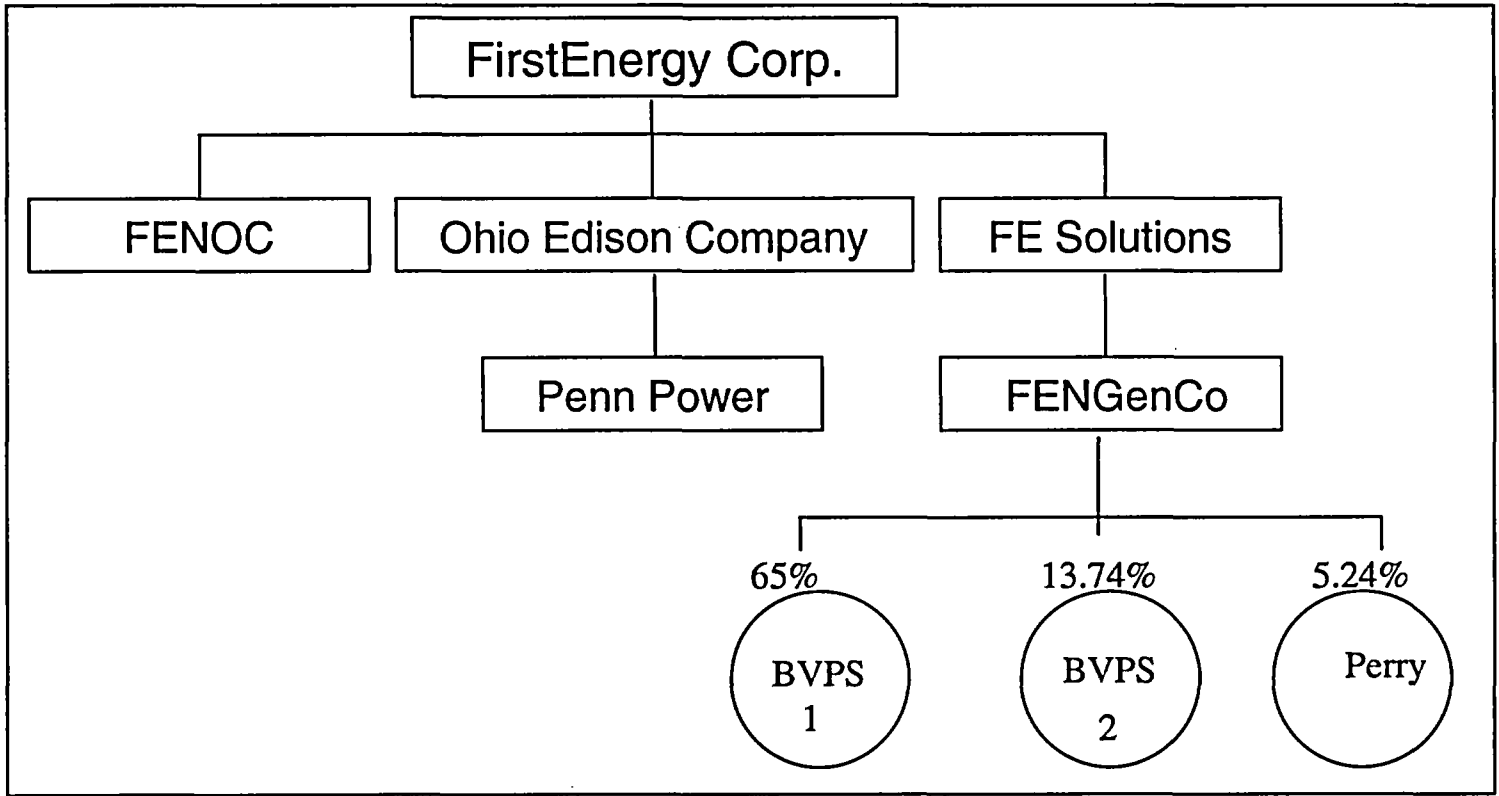 FirstEnergy Corp.
FENOC
Ohio Edison Company
FE Solutions
Penn Power
FENGenCo
65%
13.74%
5.24%
BVPS
1
BVPS
2
Perry